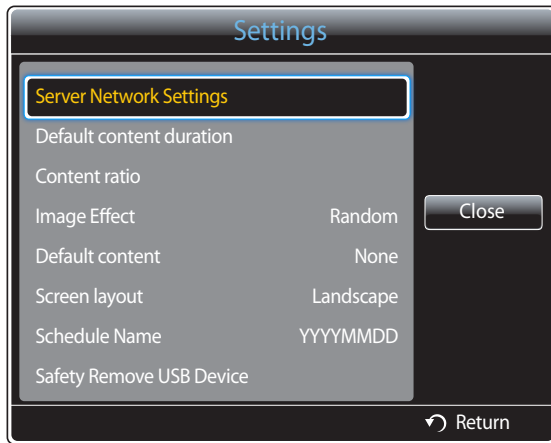 Settings
Server Network Settings
Default content duration
Content ratio
Image Effect Random
Default content None
Screen layout Landscape
Schedule Name YYYYMMDD
Safety Remove USB Device
Close
Return